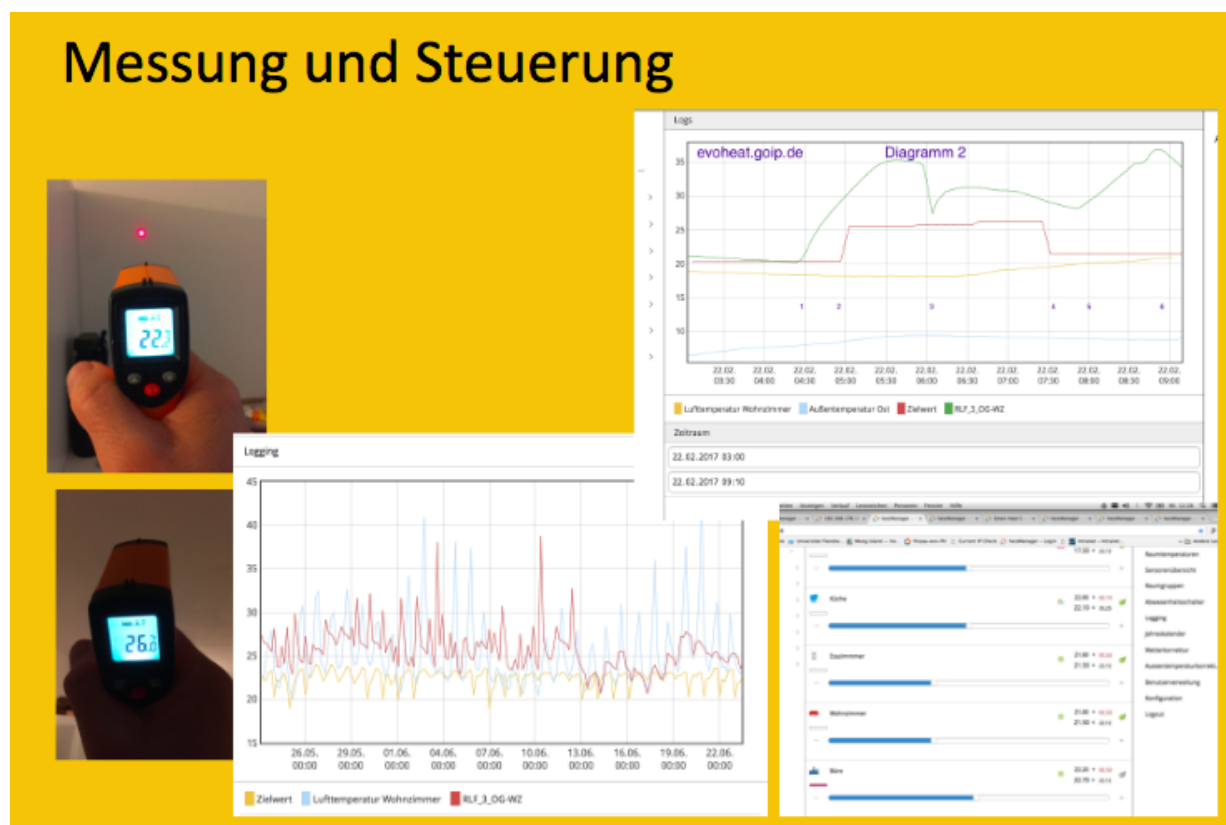 Messung und Steuerung
Logs
evoheat.goip.de Diagramm 2
35
30
25
20
15
10
1 2 3 4 5 6
22.02. 22.02. 22.02. 22.02. 22.02. 22.02. 22.02. 22.02. 22.02. 22.02. 22.02. 22.02.
03:30 04:00 04:30 05:00 05:30 06:00 06:30 07:00 07:30 08:00 08:30 09:00
Lufttemperatur Wohnzimmer Außentemperatur Ost Zielwert RLF_3_OG-WZ
Zeitraum
22.02.2017 03:00
22.02.2017 09:10
22.
26.
Logging
45
40
35
30
25
20
15
26.05. 29.05. 01.06. 04.06. 07.06. 10.06. 13.06. 16.06. 19.06. 22.06.
00:00 00:00 00:00 00:00 00:00 00:00 00:00 00:00 00:00 00:00
Zielwert Lufttemperatur Wohnzimmer RLF_3_OG-WZ
Küche
Esszimmer
Wohnzimmer
Büro
Raumtemperaturen
Sensorenübersicht
Raumgruppen
Abwesenheitsschalter
Logging
Jahreskalender
Benutzerverwaltung
Konfiguration
Logout